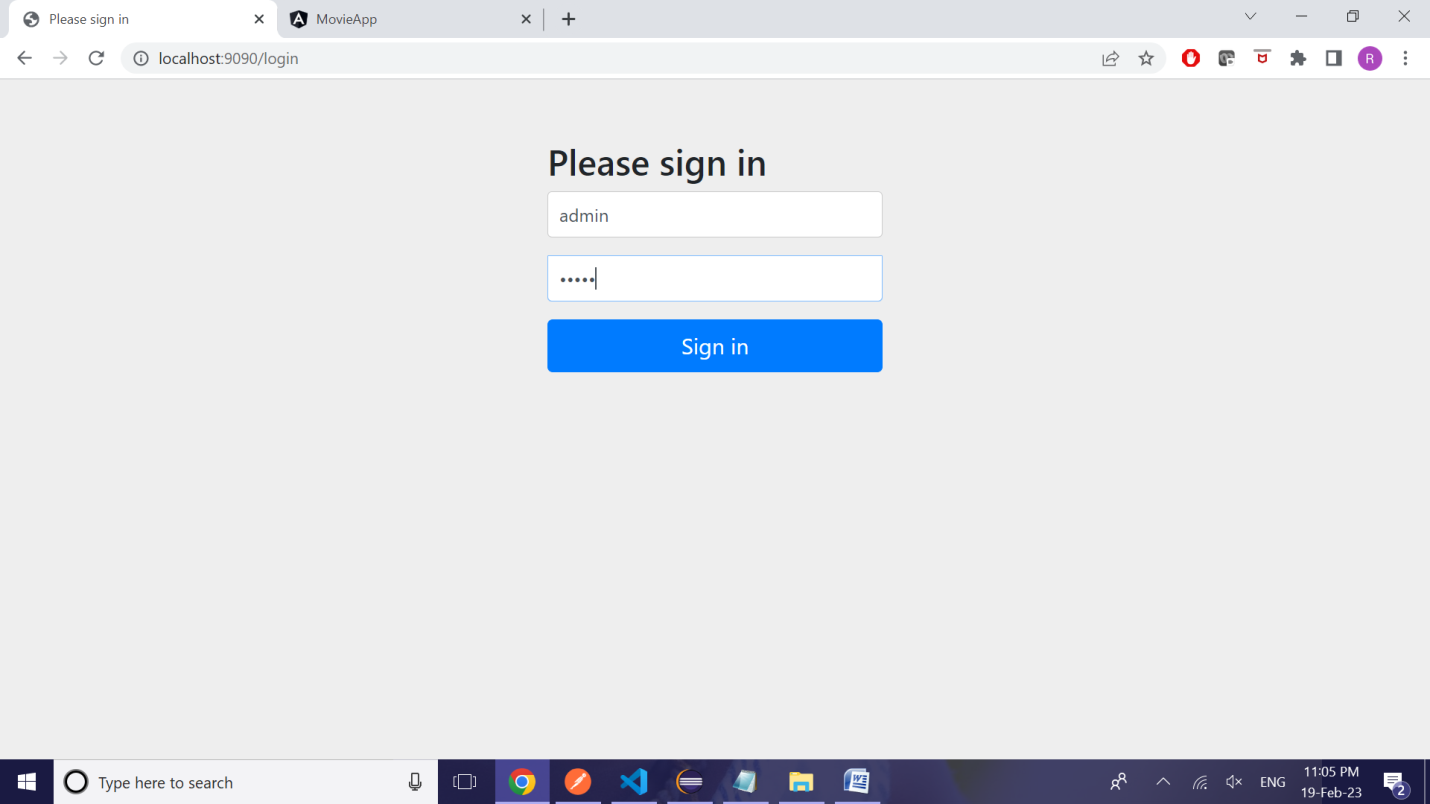 Please sign in
MovieApp
localhost:9090/login
R
Please sign in
admin
•••••
Sign in
Type here to search
ENG
11:05 PM
19-Feb-23
2